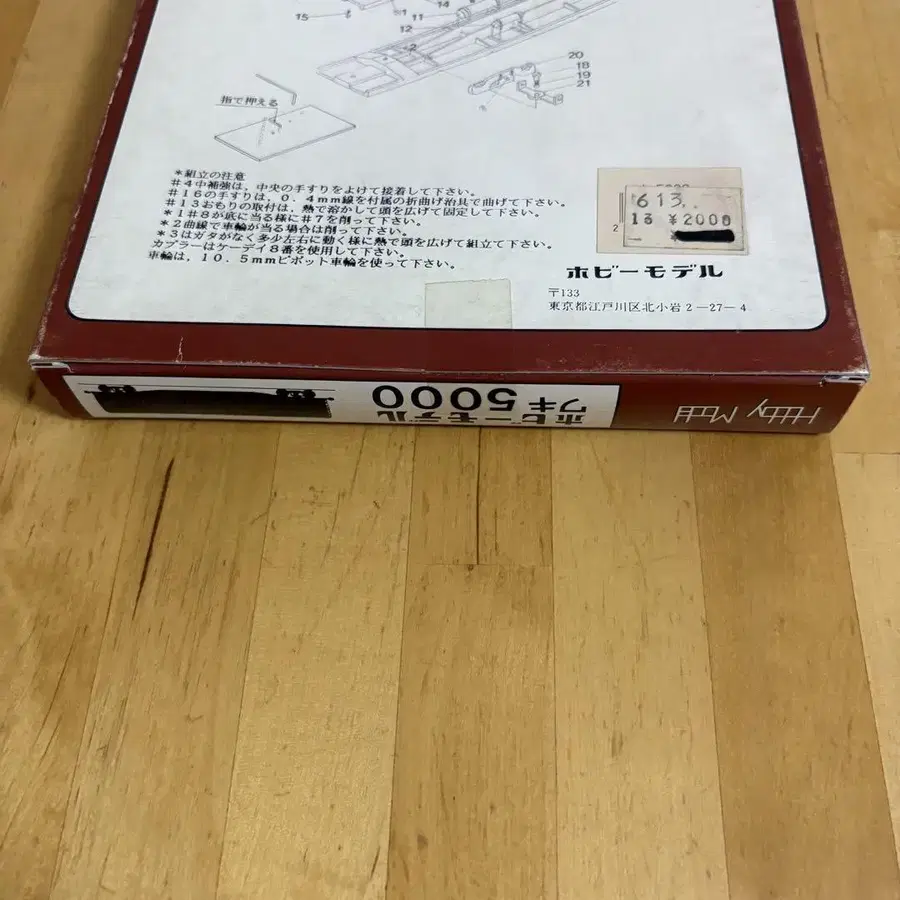 15
1
14
11
12
2
20
18
19
21
指で抑える
*組立の注意
#4中補強は、中央の手すりをよけて接着して下さい。
#16の手すりは、0.4mm線を付属の折曲げ治具で曲げて下さい。
#13おもりの取付は、熱で溶かして頭を広げて固定して下さい。
*1#8が底に当る様に#7を削って下さい。
*2曲線で車輪が当る場合は削って下さい。
*3はガタがなく多少左右に動く様に熱で頭を広げて組立て下さい。
カプラーはケーデイ8番を使用して下さい。
車輪は、10.5mmピボット車輪を使って下さい。
613
13 ¥2000
ホビーモデル
〒133
東京都江戸川区北小岩2-27-4
ホビーモデル
ワキ5000
Hobby Model